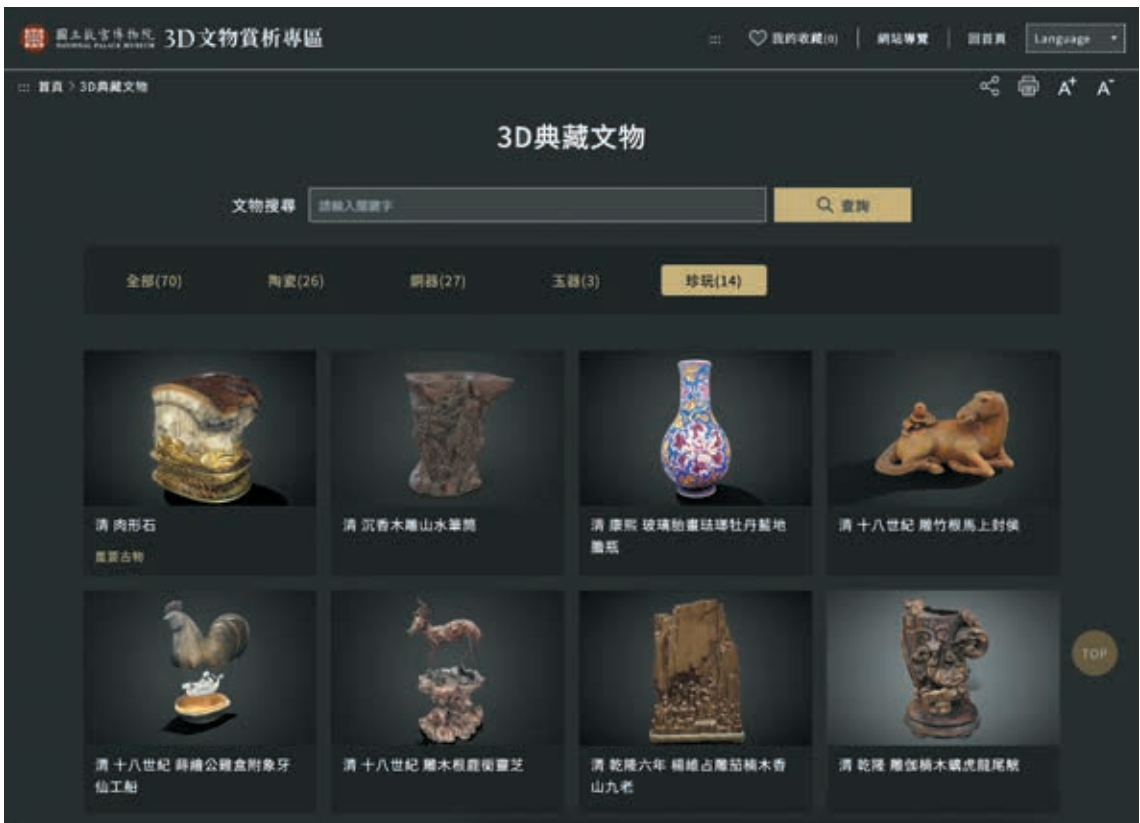 國立故宮博物院 3D文物賞析專區
NATIONAL PALACE MUSEUM
::: 我的收藏(0) 網站導覽 回首頁 Language
::: 首頁 > 3D典藏文物
A+ A-
3D典藏文物
文物搜尋 請輸入關鍵字 查詢
全部(70) 陶瓷(26) 銅器(27) 玉器(3) 珍玩(14)
清 肉形石
重要古物
清 沉香木雕山水筆筒
清 康熙 玻璃胎畫琺瑯牡丹藍地
膽瓶
清 十八世紀 雕竹根馬上封侯
清 十八世紀 蒔繪公雞盒附象牙
仙工船
清 十八世紀 雕木根鹿銜靈芝
清 乾隆六年 楊維占雕茄楠木香
山九老
清 乾隆 雕伽楠木螭虎龍尾觥
TOP